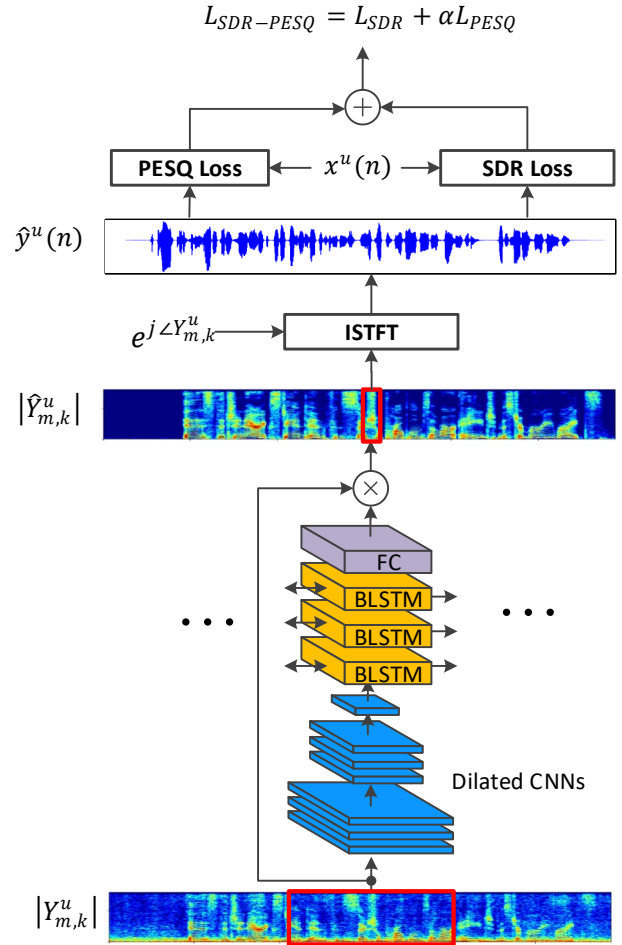 L_{SDR−PESQ} = L_{SDR} + αL_{PESQ}
+
PESQ Loss
x^u(n)
SDR Loss
ŷ^u(n)
e^{j∠Y^u_{m,k}}
ISTFT
|Ŷ^u_{m,k}|
×
FC
BLSTM
BLSTM
BLSTM
Dilated CNNs
|Y^u_{m,k}|